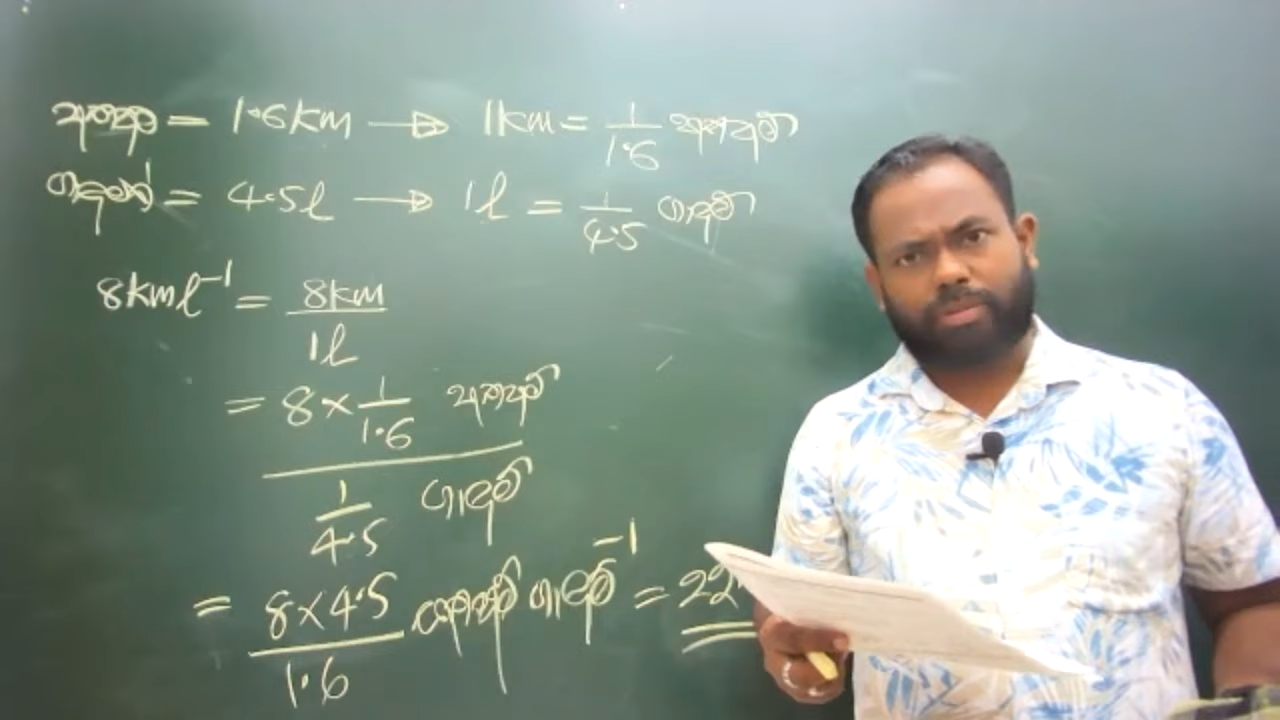 සැතපුම = 1.6km → 1km = 1/1.6 සැතපුම්
ගැලුම = 4.5l → 1l = 1/4.5 ගැලුම්
8kml⁻¹ = 8km/1l
= 8 × 1/1.6 සැතපුම්
1/4.5 ගැලුම්
= 8×4.5/1.6 සැතපුම් ගැලුම්⁻¹ = 22